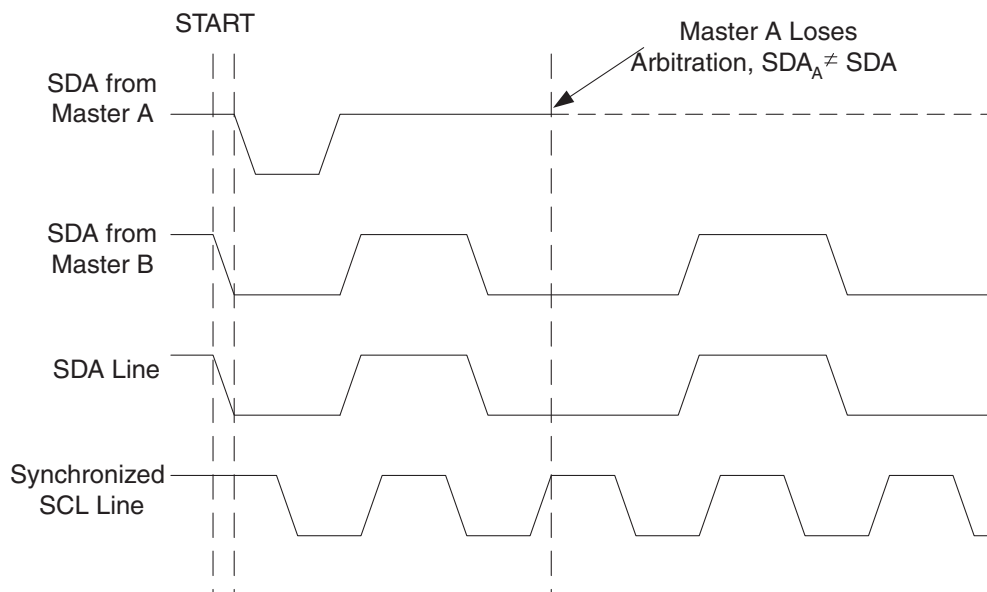 START
Master A Loses
Arbitration, SDA_A ≠ SDA
SDA from
Master A
SDA from
Master B
SDA Line
Synchronized
SCL Line